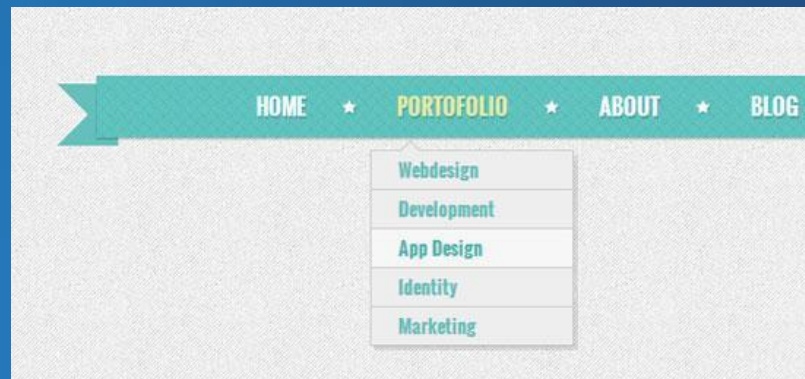 HOME ★ PORTOFOLIO ★ ABOUT ★ BLOG
Webdesign
Development
App Design
Identity
Marketing